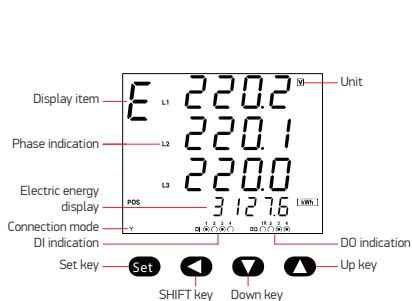 E
L1 220.2 V
Unit
Display item
Phase indication
L2 220.1
L3 220.0
Electric energy
display
POS 3127.6 kWh
Connection mode
Y DI 1 2 3 4 DO 1R 2 3 4
DI indication
DO indication
Set key
Set
Up key
SHIFT key
Down key